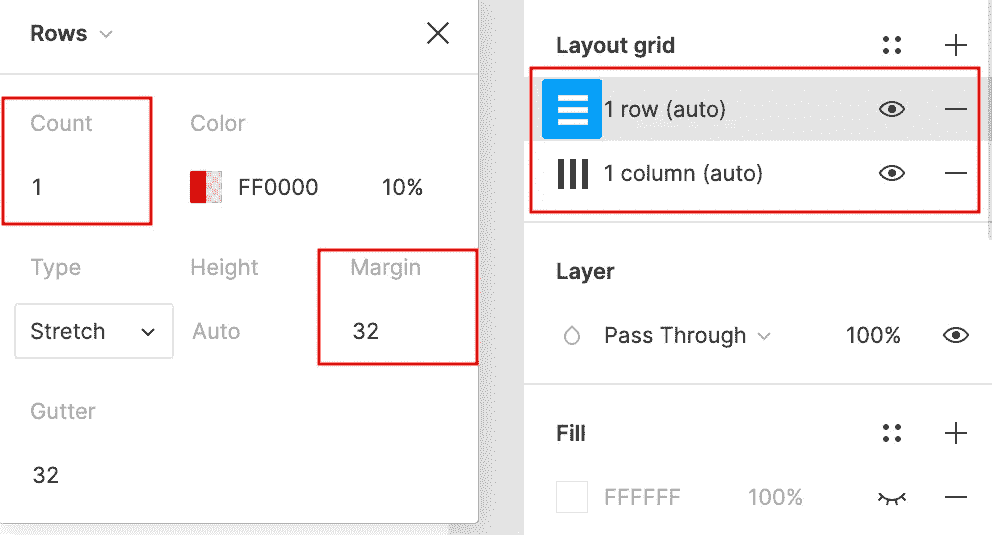 Rows
Count Color
1 FF0000 10%
Type Height Margin
Stretch Auto 32
Gutter
32
Layout grid
1 row (auto)
1 column (auto)
Layer
Pass Through 100%
Fill
FFFFFF 100%